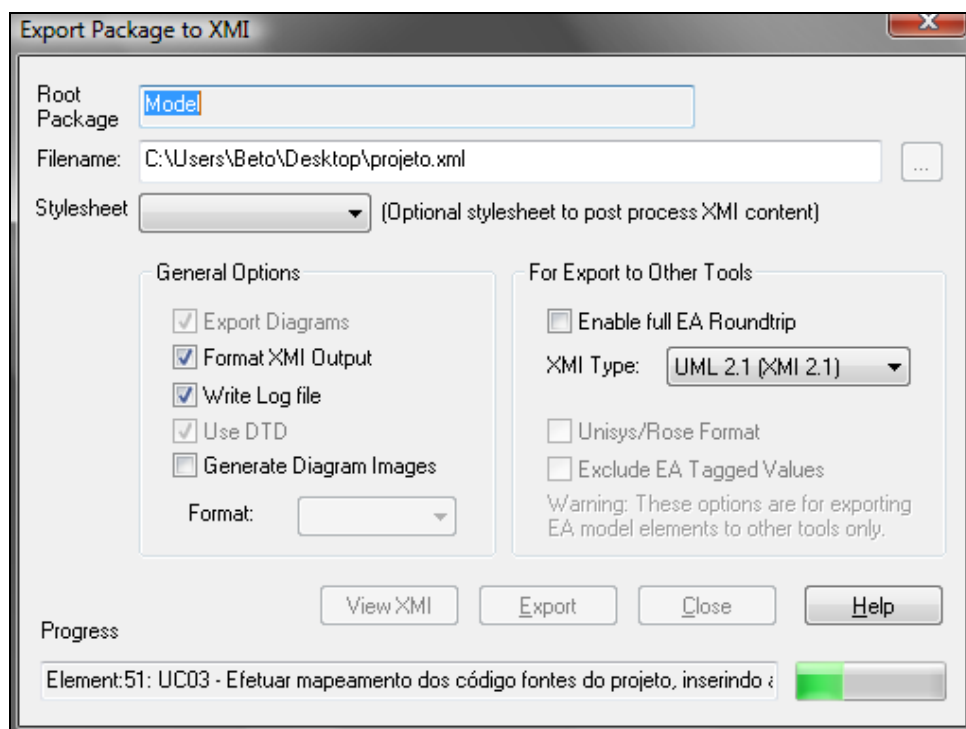 Export Package to XMI
Root
Package
Model
Filename:
C:\Users\Beto\Desktop\projeto.xml
...
Stylesheet
(Optional stylesheet to post process XMI content)
General Options
Export Diagrams
Format XMI Output
Write Log file
Use DTD
Generate Diagram Images
Format:
For Export to Other Tools
Enable full EA Roundtrip
XMI Type:
UML 2.1 (XMI 2.1)
Unisys/Rose Format
Exclude EA Tagged Values
Warning: These options are for exporting
EA model elements to other tools only.
View XMI
Export
Close
Help
Progress
Element:51: UC03 - Efetuar mapeamento dos código fontes do projeto, inserindo